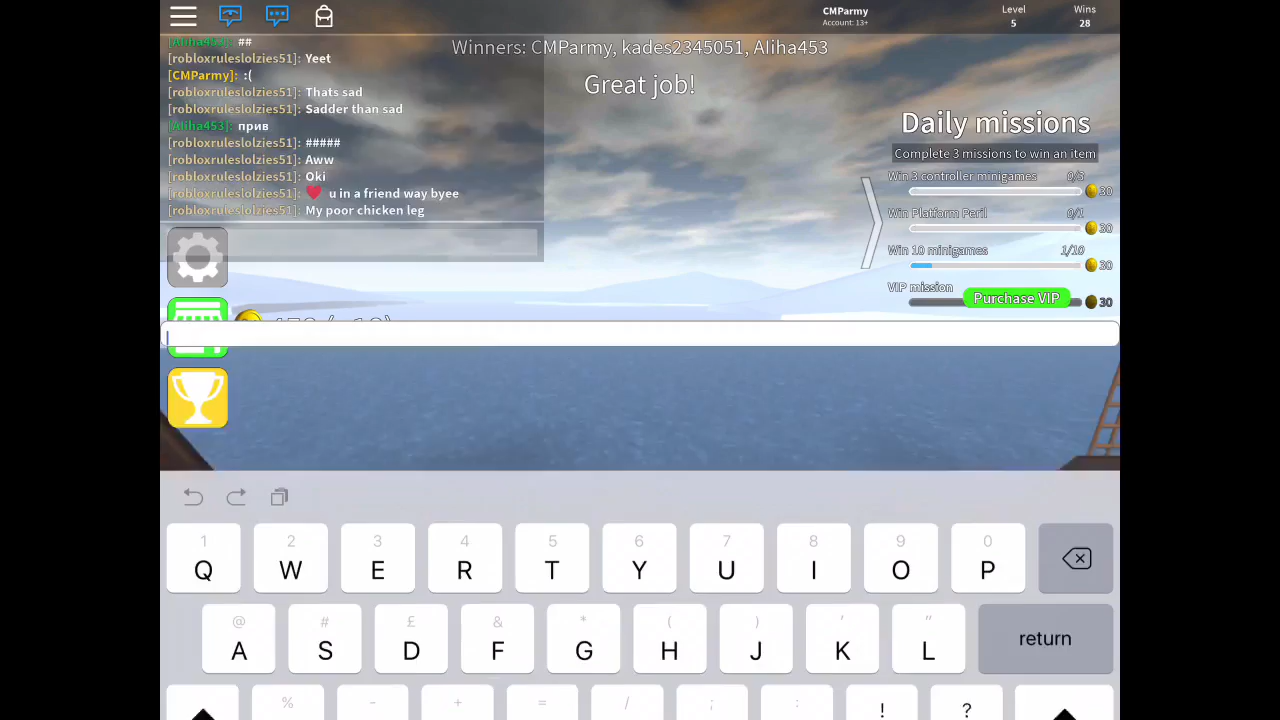 CMParmy
Account: 13+
Level
5
Wins
28
[Aliha453]: ##
[robloxruleslolzies51]: Yeet
[CMParmy]: :(
[robloxruleslolzies51]: Thats sad
[robloxruleslolzies51]: Sadder than sad
[Aliha453]: прив
[robloxruleslolzies51]: #####
[robloxruleslolzies51]: Aww
[robloxruleslolzies51]: Oki
[robloxruleslolzies51]: ❤️ u in a friend way byee
[robloxruleslolzies51]: My poor chicken leg
Winners: CMParmy, kades2345051, Aliha453
Great job!
Daily missions
Complete 3 missions to win an item
Win 3 controller minigames 0/3
30
Win Platform Peril 0/1
30
Win 10 minigames 1/10
30
VIP mission
Purchase VIP
30
1 2 3 4 5 6 7 8 9 0
Q W E R T Y U I O P
@ # £ & * ( ) ' "
A S D F G H J K L return
% - + = / ; : ! ?